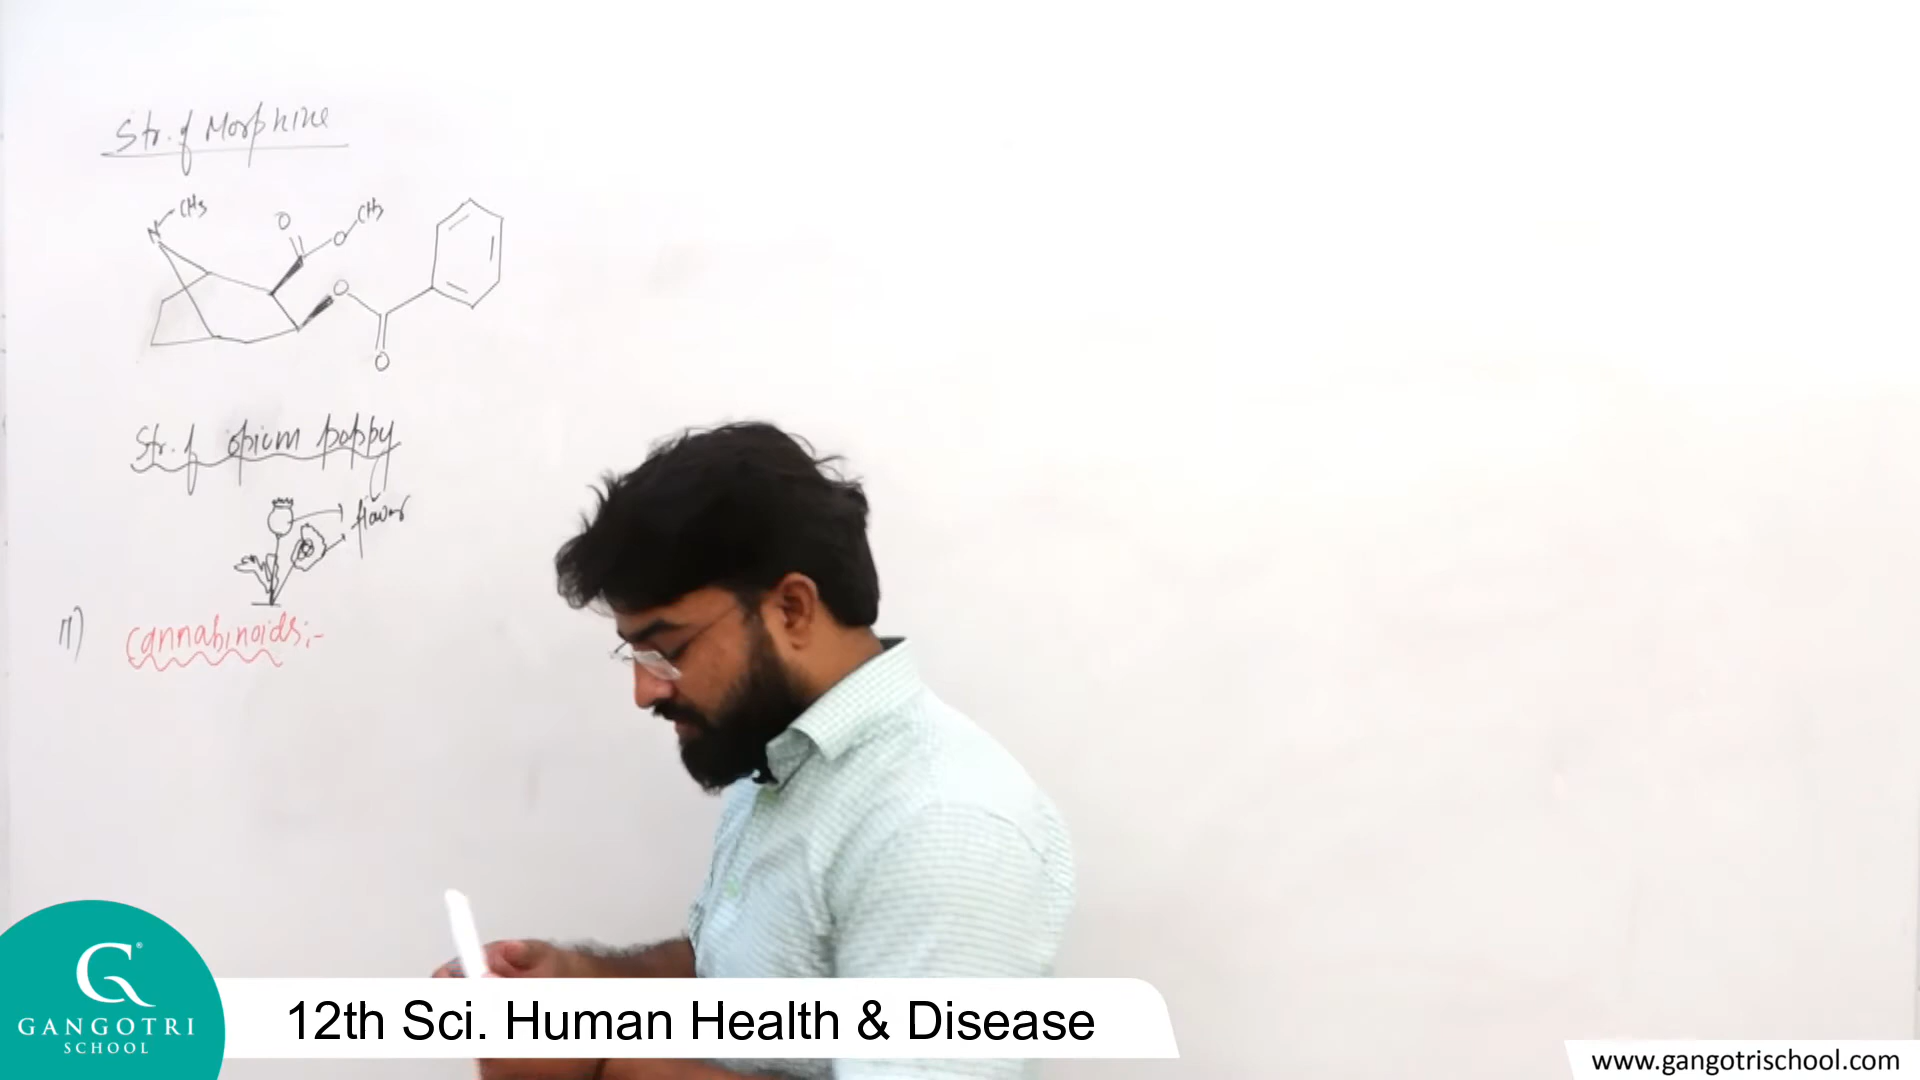 Str. of Morphine
CH3
N
O
CH3
O
O
O
Str. of opium poppy
flower
II) Cannabinoids:-
G®
GANGOTRI
SCHOOL
12th Sci. Human Health & Disease
www.gangotrischool.com